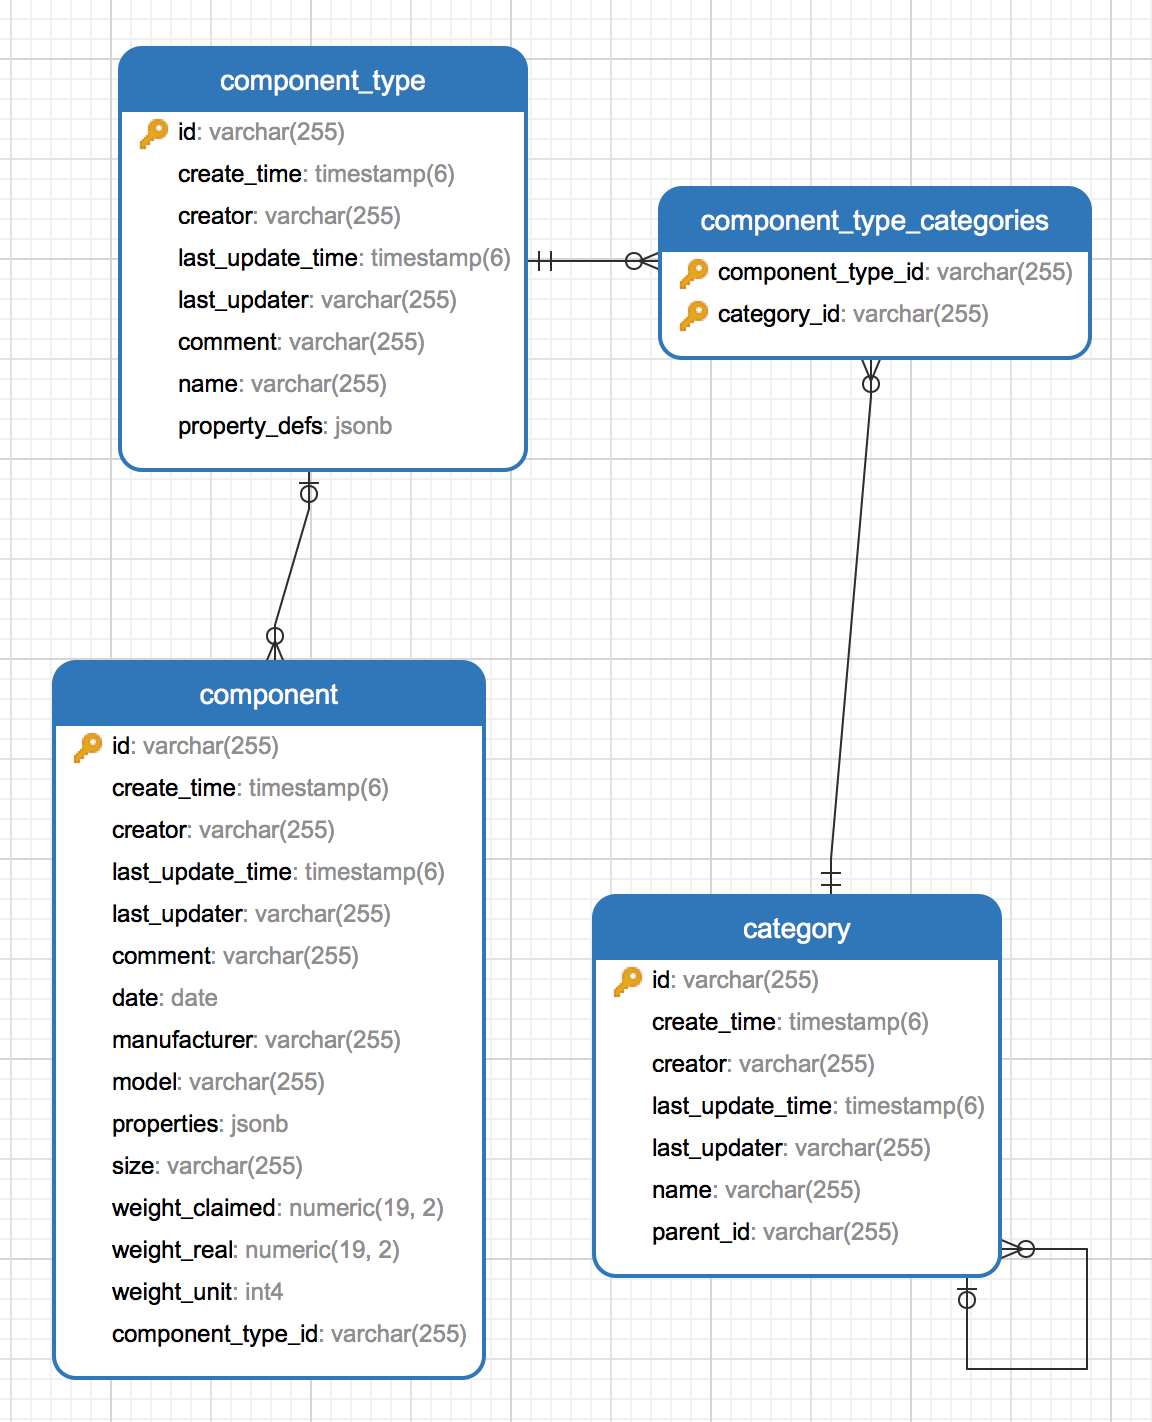 component_type
id: varchar(255)
create_time: timestamp(6)
creator: varchar(255)
last_update_time: timestamp(6)
last_updater: varchar(255)
comment: varchar(255)
name: varchar(255)
property_defs: jsonb
component_type_categories
component_type_id: varchar(255)
category_id: varchar(255)
component
id: varchar(255)
create_time: timestamp(6)
creator: varchar(255)
last_update_time: timestamp(6)
last_updater: varchar(255)
comment: varchar(255)
date: date
manufacturer: varchar(255)
model: varchar(255)
properties: jsonb
size: varchar(255)
weight_claimed: numeric(19, 2)
weight_real: numeric(19, 2)
weight_unit: int4
component_type_id: varchar(255)
category
id: varchar(255)
create_time: timestamp(6)
creator: varchar(255)
last_update_time: timestamp(6)
last_updater: varchar(255)
name: varchar(255)
parent_id: varchar(255)